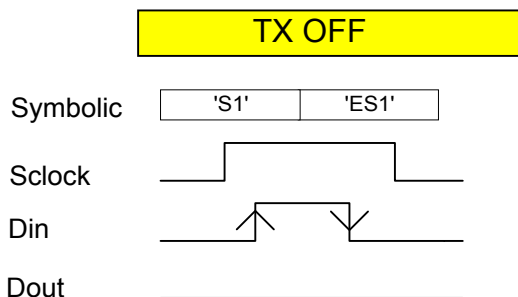 TX OFF
Symbolic 'S1' 'ES1'
Sclock
Din
Dout